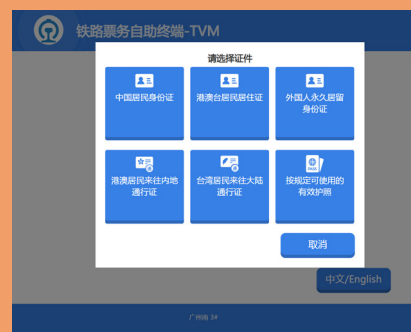 铁路票务自助终端-TVM
请选择证件
中国居民身份证
港澳台居民居住证
外国人永久居留
身份证
港澳居民来往内地
通行证
台湾居民来往大陆
通行证
按规定可使用的
有效护照
取消
中文/English
广州南 3#